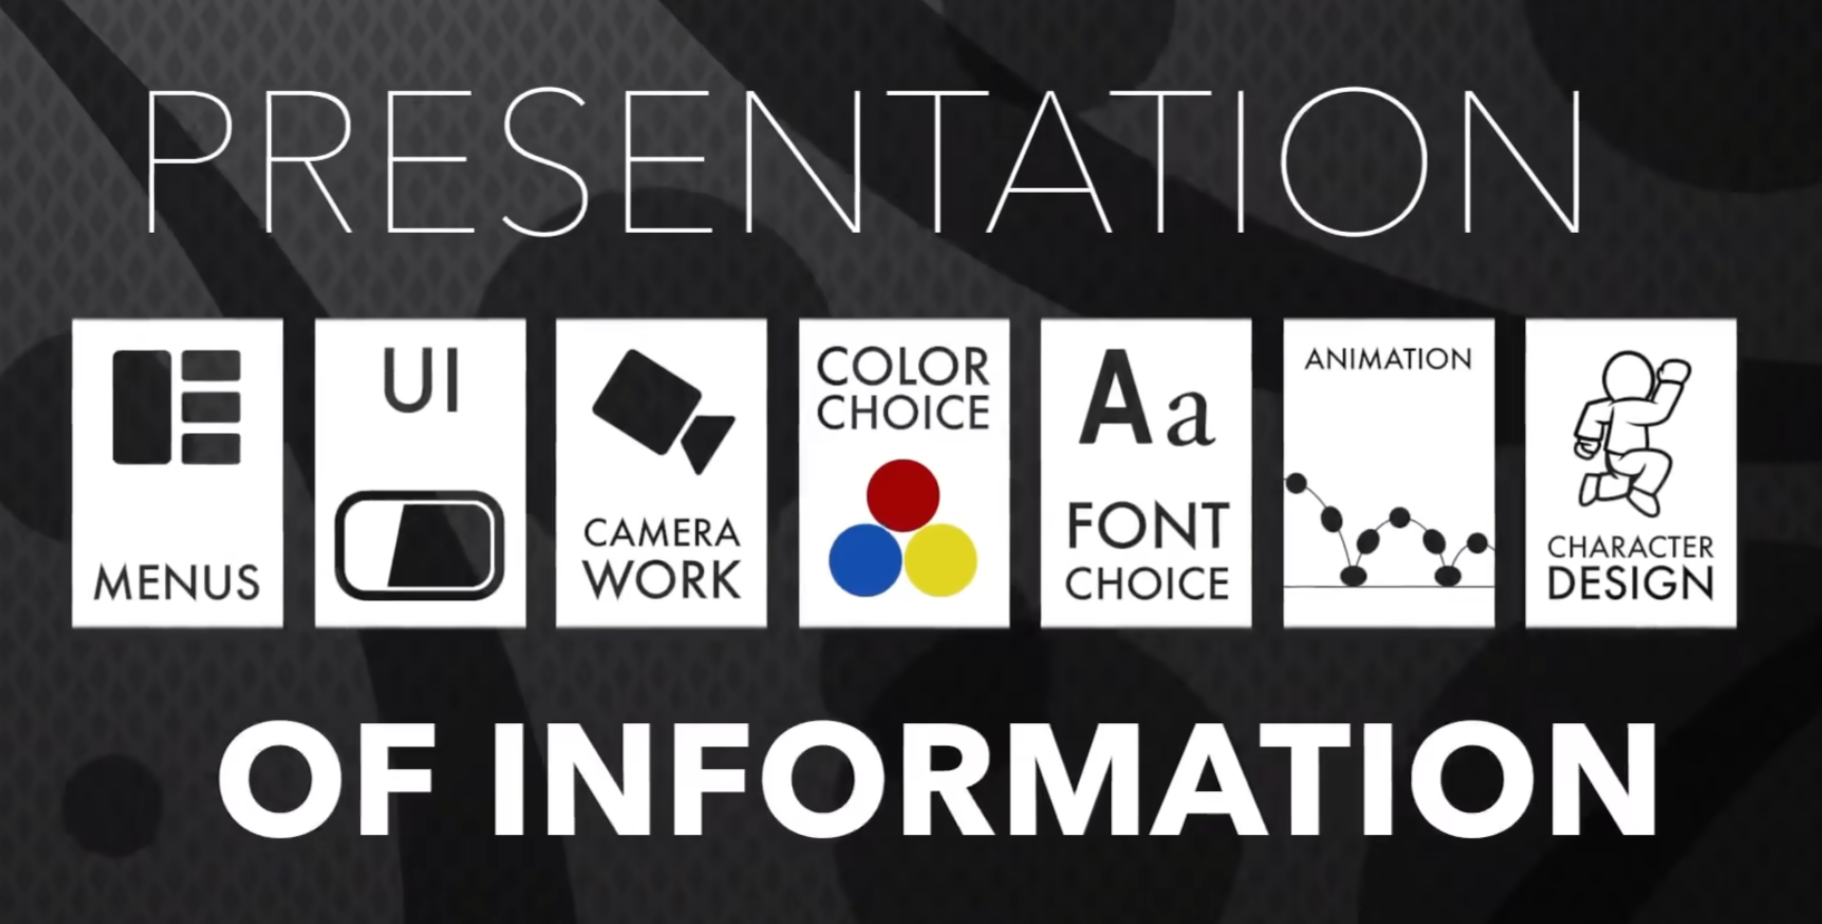 PRESENTATION
MENUS
UI
CAMERA
WORK
COLOR
CHOICE
Aa
FONT
CHOICE
ANIMATION
CHARACTER
DESIGN
OF INFORMATION